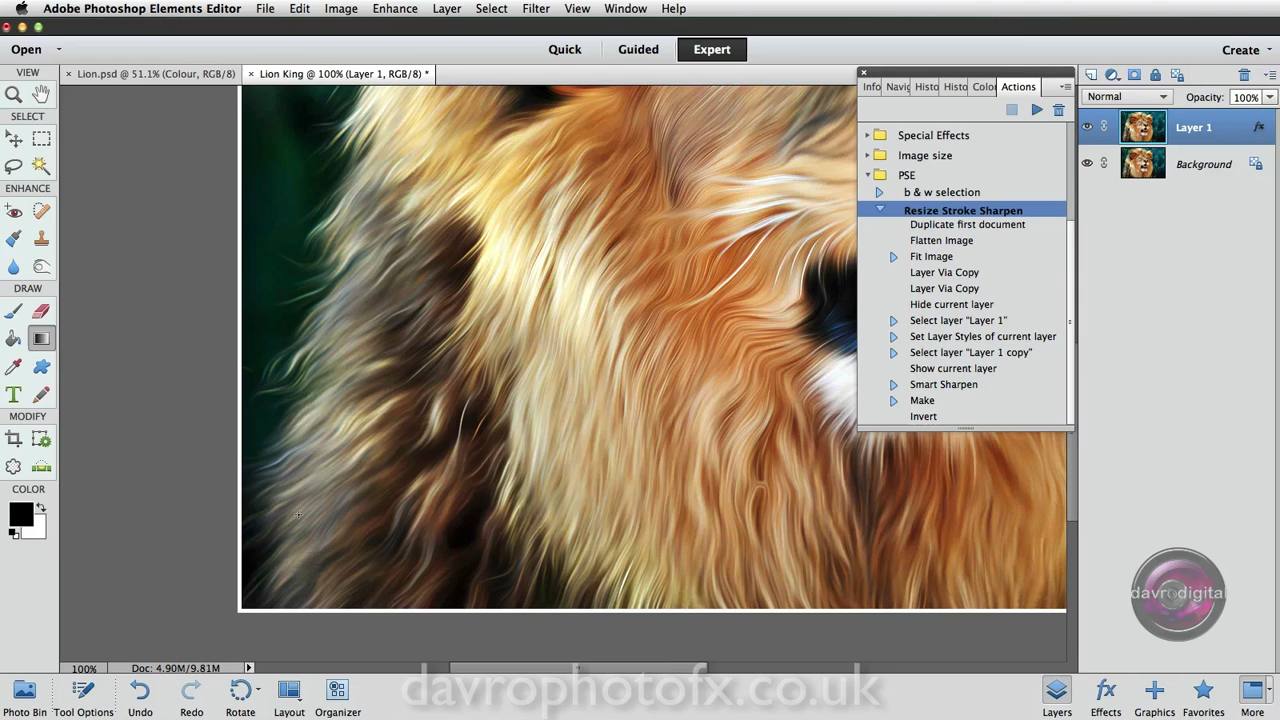 Adobe Photoshop Elements Editor File Edit Image Enhance Layer Select Filter View Window Help
Open Quick Guided Expert Create
VIEW × Lion.psd @ 51.1% (Colour, RGB/8) × Lion King @ 100% (Layer 1, RGB/8) *
Info Navig Histo Histo Colo Actions
Normal Opacity: 100%
SELECT
ENHANCE
DRAW
T
MODIFY
COLOR
Special Effects
Image size
PSE
b & w selection
Resize Stroke Sharpen
Duplicate first document
Flatten Image
Fit Image
Layer Via Copy
Layer Via Copy
Hide current layer
Select layer "Layer 1"
Set Layer Styles of current layer
Select layer "Layer 1 copy"
Show current layer
Smart Sharpen
Make
Invert
Layer 1 fx
Background
davrodigital
100% Doc: 4.90M/9.81M
davrophotofx.co.uk
Photo Bin Tool Options Undo Redo Rotate Layout Organizer
fx
Layers Effects Graphics Favorites More